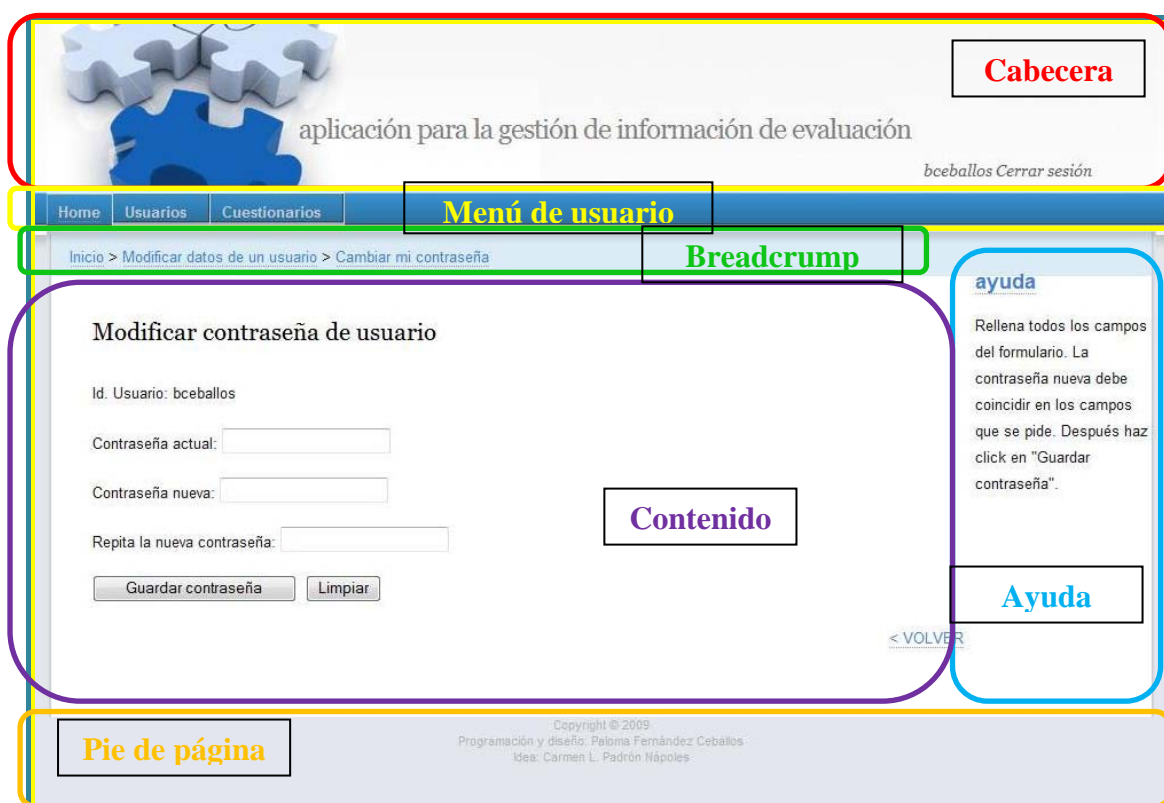 Cabecera
aplicación para la gestión de información de evaluación
bceballos Cerrar sesión
Home Usuarios Cuestionarios
Menú de usuario
Inicio > Modificar datos de un usuario > Cambiar mi contraseña
Breadcrump
Modificar contraseña de usuario
Id. Usuario: bceballos
Contraseña actual:
Contraseña nueva:
Repita la nueva contraseña:
Guardar contraseña Limpiar
Contenido
< VOLVER
ayuda
Rellena todos los campos
del formulario. La
contraseña nueva debe
coincidir en los campos
que se pide. Después haz
click en "Guardar
contraseña".
Ayuda
Pie de página
Copyright © 2009
Programación y diseño: Paloma Fernández Ceballos
Idea: Carmen L. Padrón Nápoles